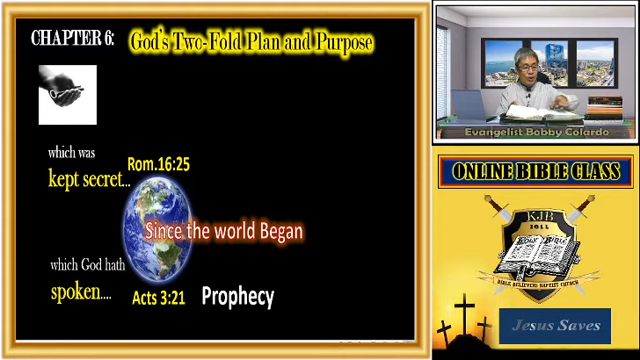 CHAPTER 6: God's Two-Fold Plan and Purpose
which was
kept secret... Rom.16:25
Since the world Began
which God hath
spoken.... Acts 3:21 Prophecy
Evangelist Bobby Colardo
ONLINE BIBLE CLASS
KJB
1611
HOLY BIBLE
BIBLE BELIEVERS BAPTIST CHURCH
Jesus Saves